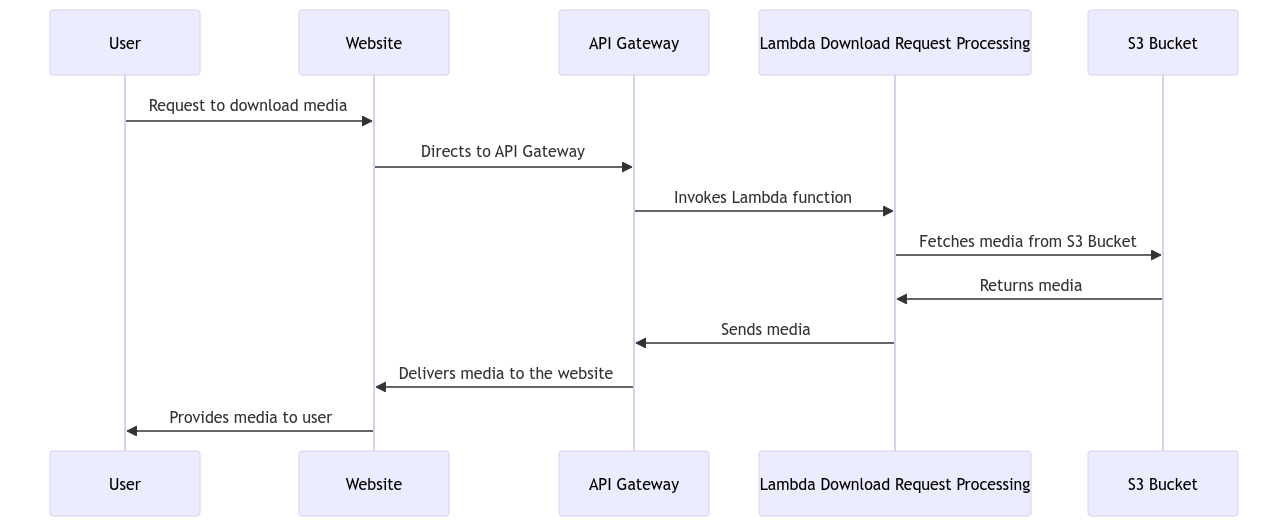 User
Website
API Gateway
Lambda Download Request Processing
S3 Bucket
Request to download media
Directs to API Gateway
Invokes Lambda function
Fetches media from S3 Bucket
Returns media
Sends media
Delivers media to the website
Provides media to user
User
Website
API Gateway
Lambda Download Request Processing
S3 Bucket